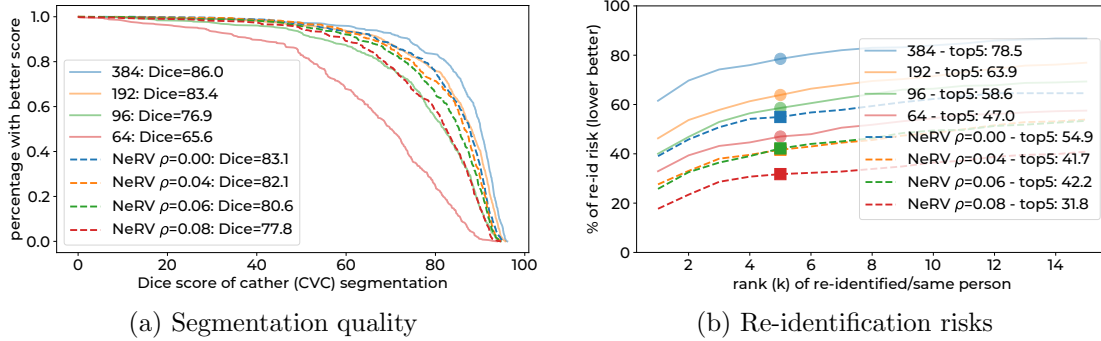 percentage with better score
1.0
0.8
0.6
0.4
0.2
0.0
384: Dice=86.0
192: Dice=83.4
96: Dice=76.9
64: Dice=65.6
NeRV ρ=0.00: Dice=83.1
NeRV ρ=0.04: Dice=82.1
NeRV ρ=0.06: Dice=80.6
NeRV ρ=0.08: Dice=77.8
0 20 40 60 80 100
Dice score of cather (CVC) segmentation
(a) Segmentation quality
% of re-id risk (lower better)
100
80
60
40
20
0
384 - top5: 78.5
192 - top5: 63.9
96 - top5: 58.6
64 - top5: 47.0
NeRV ρ=0.00 - top5: 54.9
NeRV ρ=0.04 - top5: 41.7
NeRV ρ=0.06 - top5: 42.2
NeRV ρ=0.08 - top5: 31.8
2 4 6 8 10 12 14
rank (k) of re-identified/same person
(b) Re-identification risks